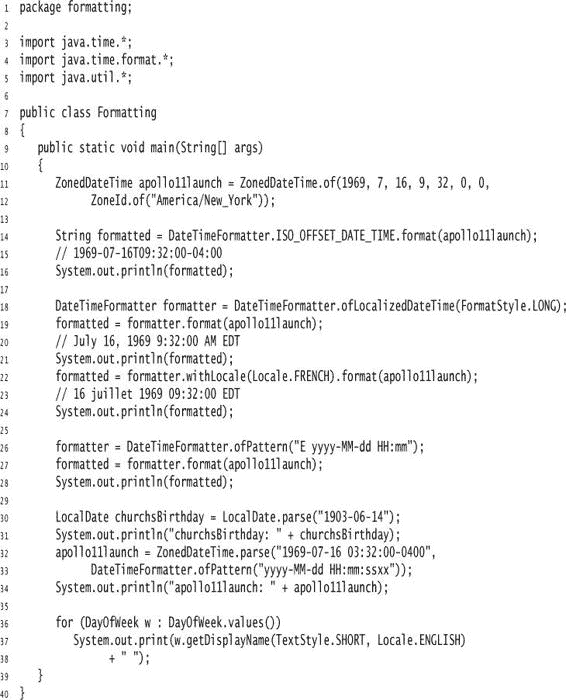 1 package formatting;
2
3 import java.time.*;
4 import java.time.format.*;
5 import java.util.*;
6
7 public class Formatting
8 {
9    public static void main(String[] args)
10    {
11       ZonedDateTime apollo11launch = ZonedDateTime.of(1969, 7, 16, 9, 32, 0, 0,
12             ZoneId.of("America/New_York"));
13
14       String formatted = DateTimeFormatter.ISO_OFFSET_DATE_TIME.format(apollo11launch);
15       // 1969-07-16T09:32:00-04:00
16       System.out.println(formatted);
17
18       DateTimeFormatter formatter = DateTimeFormatter.ofLocalizedDateTime(FormatStyle.LONG);
19       formatted = formatter.format(apollo11launch);
20       // July 16, 1969 9:32:00 AM EDT
21       System.out.println(formatted);
22       formatted = formatter.withLocale(Locale.FRENCH).format(apollo11launch);
23       // 16 juillet 1969 09:32:00 EDT
24       System.out.println(formatted);
25
26       formatter = DateTimeFormatter.ofPattern("E yyyy-MM-dd HH:mm");
27       formatted = formatter.format(apollo11launch);
28       System.out.println(formatted);
29
30       LocalDate churchsBirthday = LocalDate.parse("1903-06-14");
31       System.out.println("churchsBirthday: " + churchsBirthday);
32       apollo11launch = ZonedDateTime.parse("1969-07-16 03:32:00-0400",
33             DateTimeFormatter.ofPattern("yyyy-MM-dd HH:mm:ssxx"));
34       System.out.println("apollo11launch: " + apollo11launch);
35
36       for (DayOfWeek w : DayOfWeek.values())
37          System.out.print(w.getDisplayName(TextStyle.SHORT, Locale.ENGLISH)
38                + " ");
39    }
40 }